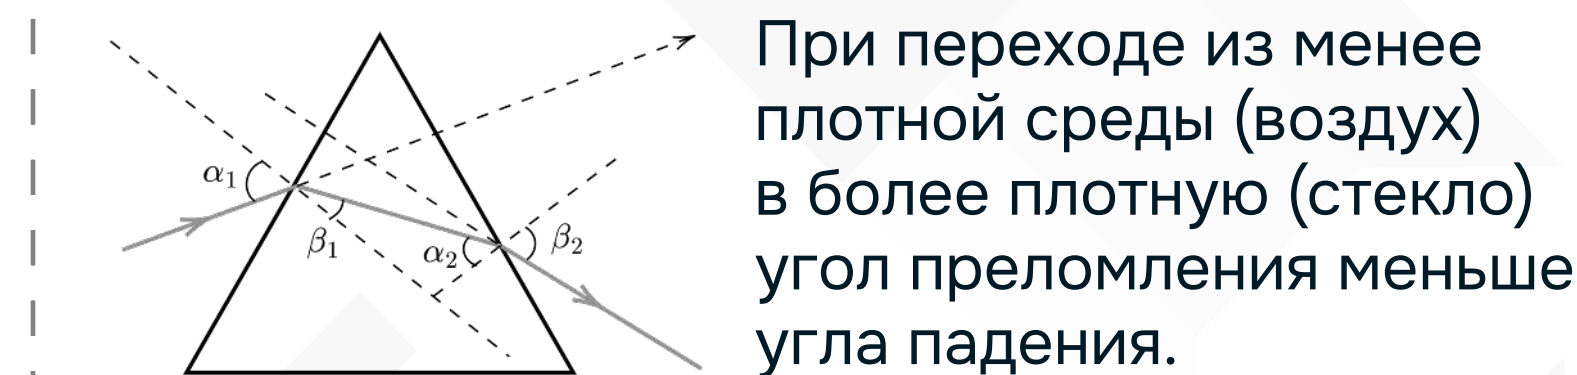 α₁
β₁
α₂
β₂
При переходе из менее
плотной среды (воздух)
в более плотную (стекло)
угол преломления меньше
угла падения.